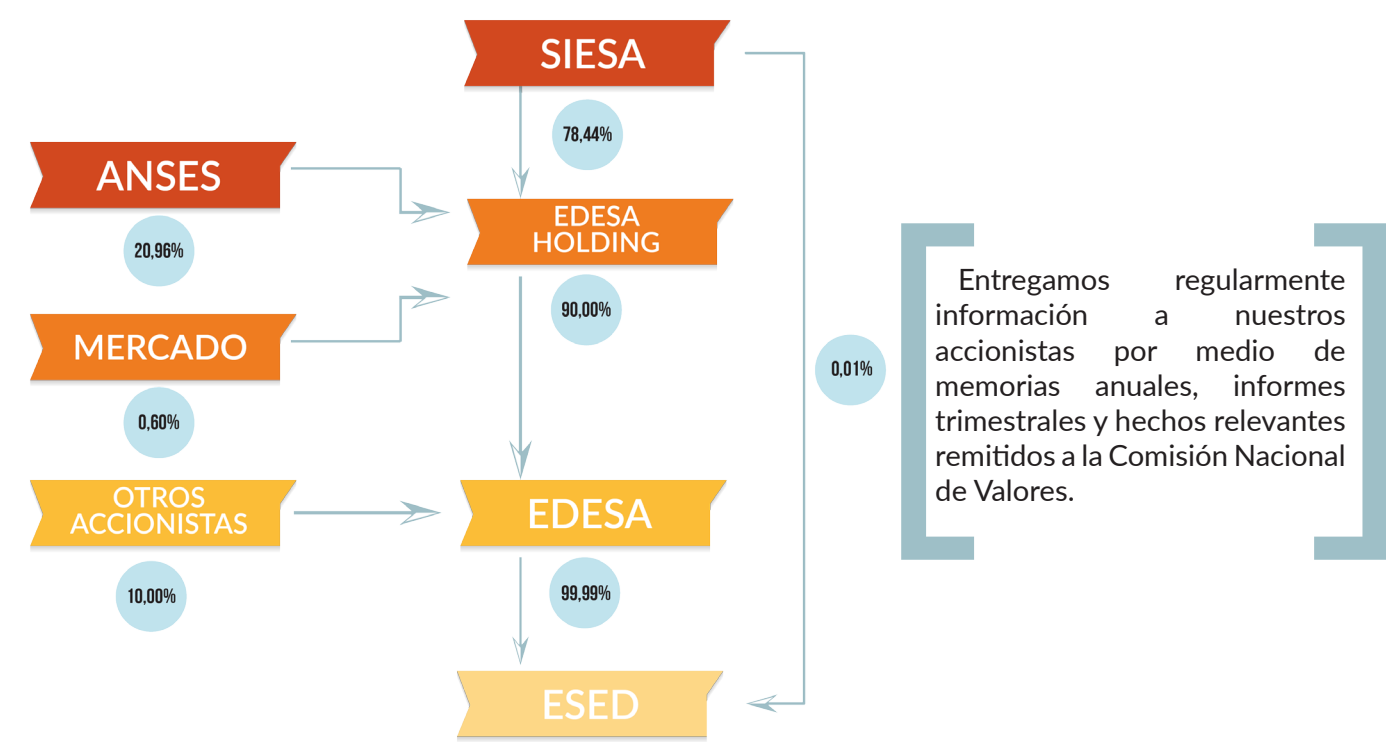 SIESA
78,44%
ANSES
20,96%
EDESA
HOLDING
90,00%
MERCADO
0,60%
OTROS
ACCIONISTAS
10,00%
EDESA
99,99%
ESED
0,01%
Entregamos regularmente
información a nuestros
accionistas por medio de
memorias anuales, informes
trimestrales y hechos relevantes
remitidos a la Comisión Nacional
de Valores.